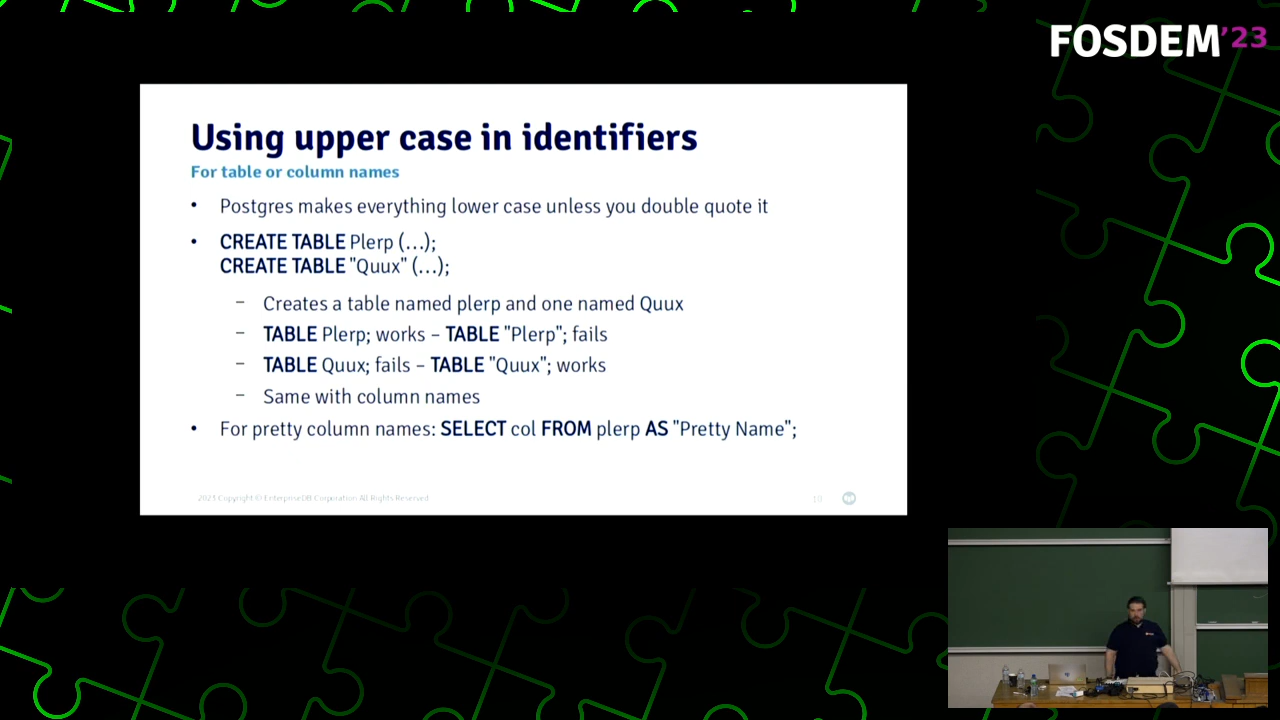 FOSDEM'23
Using upper case in identifiers
For table or column names
• Postgres makes everything lower case unless you double quote it
• CREATE TABLE Plerp (…);
CREATE TABLE "Quux" (…);
– Creates a table named plerp and one named Quux
– TABLE Plerp; works – TABLE "Plerp"; fails
– TABLE Quux; fails – TABLE "Quux"; works
– Same with column names
• For pretty column names: SELECT col FROM plerp AS "Pretty Name";
2023 Copyright © EnterpriseDB Corporation All Rights Reserved
10